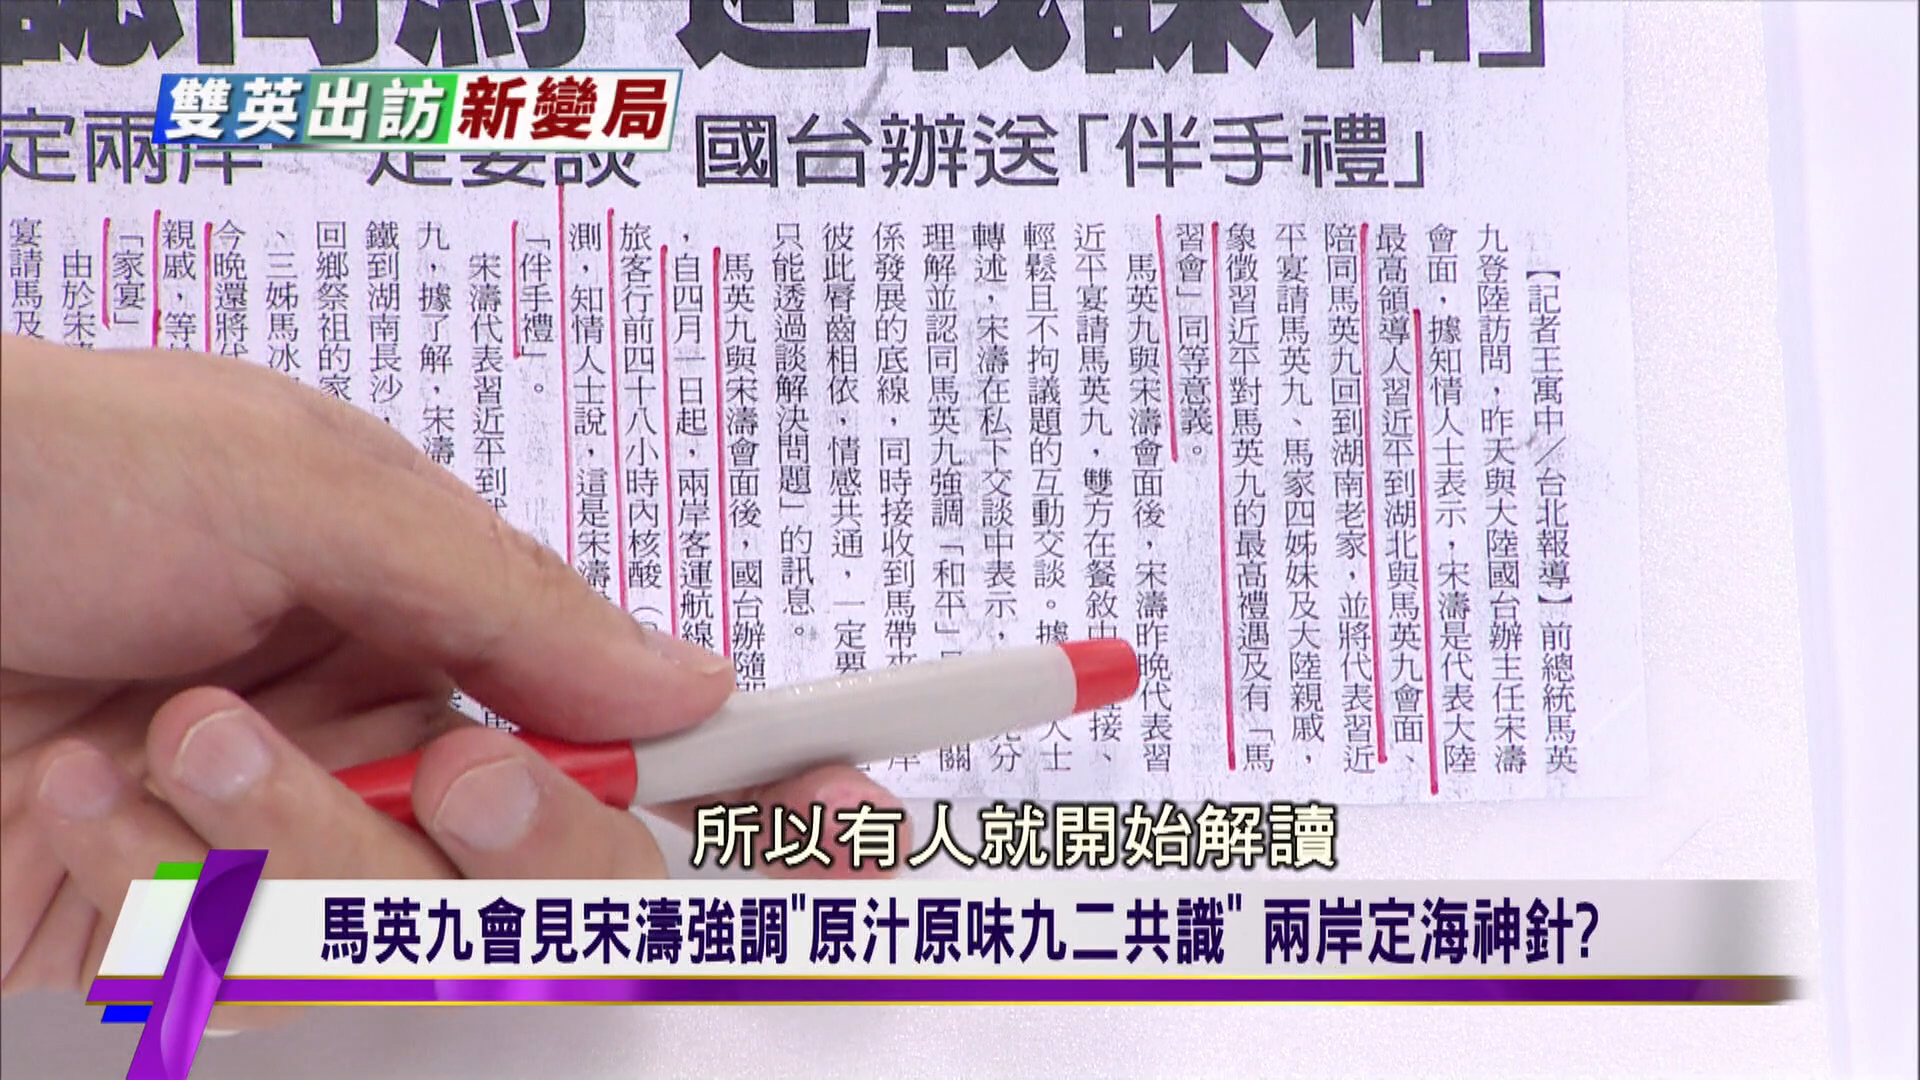 雙英出訪新變局
國台辦送「伴手禮」
【記者王寓中／台北報導】前總統馬英
九登陸訪問，昨天與大陸國台辦主任宋濤
會面，據知情人士表示，宋濤是代表大陸
最高領導人習近平到湖北與馬英九會面、
陪同馬英九回到湖南老家，並將代表習近
平宴請馬英九、馬家四姊妹及大陸親戚，
象徵習近平對馬英九的最高禮遇及有「馬
習會」同等意義。
馬英九與宋濤會面後，宋濤昨晚代表習
近平宴請馬英九，雙方在餐敘中
接、
輕鬆且不拘議題的互動交談。據
人士
轉述，宋濤在私下交談中表示，
充分
理解並認同馬英九強調「和平」
關
係發展的底線，同時接收到馬帶來
岸
彼此唇齒相依，情感共通，一定要
只能透過談解決問題」的訊息。
馬英九與宋濤會面後，國台辦隨
，自四月一日起，兩岸客運航線
旅客行前四十八小時內核酸（
測，知情人士說，這是宋濤
「伴手禮」。
宋濤代表習近平到
九，據了解，宋濤
鐵到湖南長沙，
回鄉祭祖的家
、三姊馬冰
今晚還將代
親戚，等
「家宴」
由於宋濤
宴請馬及
所以有人就開始解讀
馬英九會見宋濤強調"原汁原味九二共識" 兩岸定海神針?